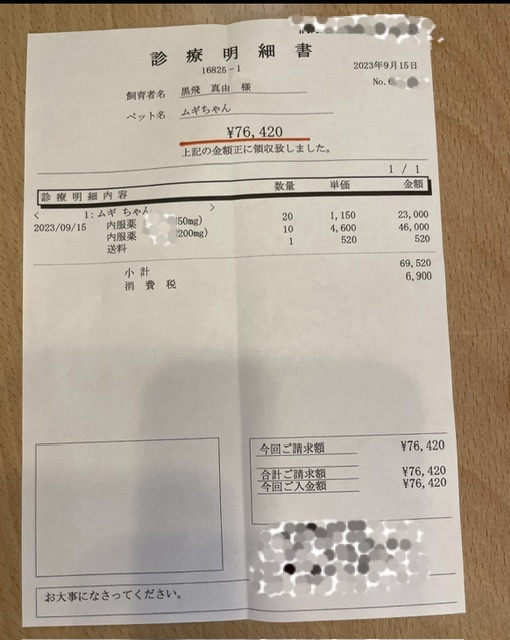 診療明細書
2023年9月15日
16825-1
No.
飼育者名 黒飛 真由 様
ペット名 ムギちゃん
¥76,420
上記の金額正に領収致しました。
1 / 1
診療明細内容 数量 単価 金額
< 1:ムギ ちゃん >
2023/09/15 内服薬 50mg) 20 1,150 23,000
内服薬 200mg) 10 4,600 46,000
送料 1 520 520
小計 69,520
消費税 6,900
今回ご請求額 ¥76,420
合計ご請求額 ¥76,420
今回ご入金額 ¥76,420
お大事になさってください。